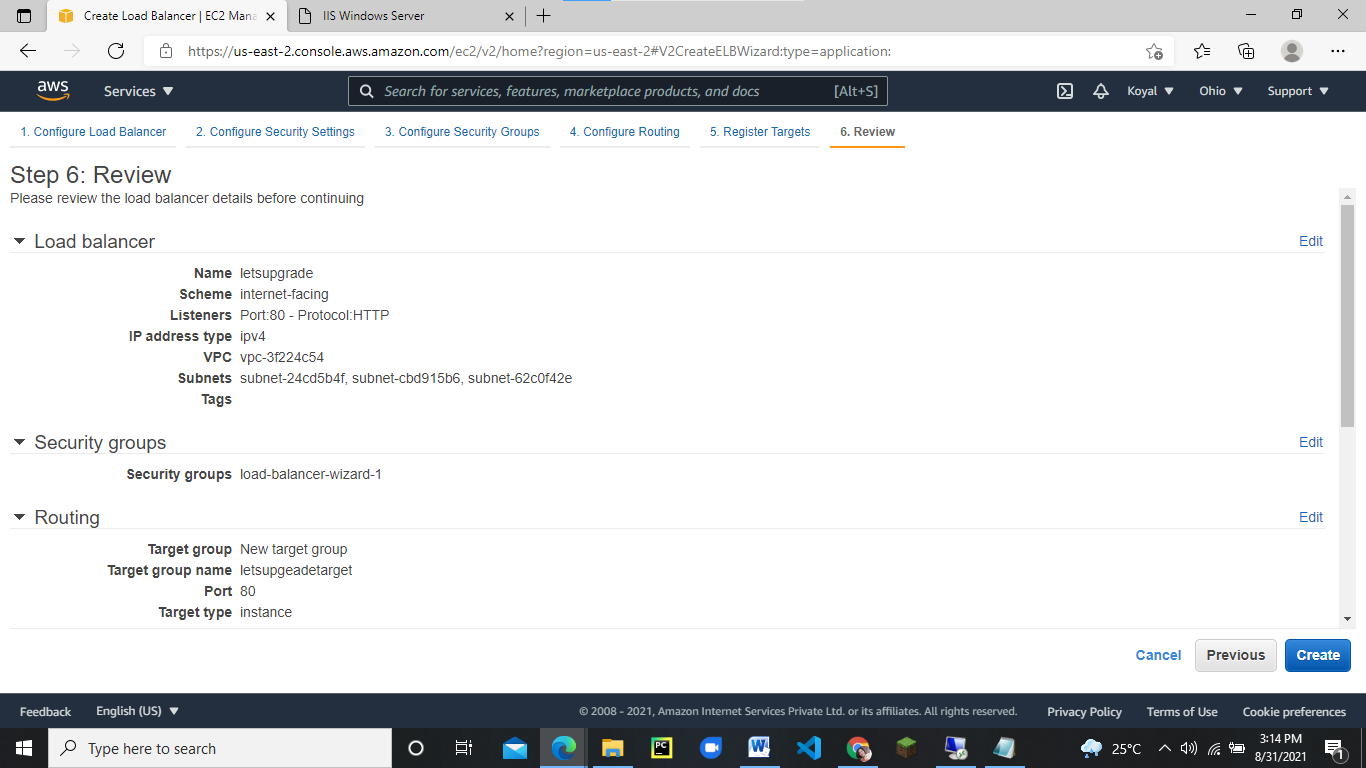 Create Load Balancer | EC2 Mana
IIS Windows Server
https://us-east-2.console.aws.amazon.com/ec2/v2/home?region=us-east-2#V2CreateELBWizard:type=application:
aws
Services
Search for services, features, marketplace products, and docs
[Alt+S]
Koyal
Ohio
Support
1. Configure Load Balancer
2. Configure Security Settings
3. Configure Security Groups
4. Configure Routing
5. Register Targets
6. Review
Step 6: Review
Please review the load balancer details before continuing
Load balancer
Edit
Name letsupgrade
Scheme internet-facing
Listeners Port:80 - Protocol:HTTP
IP address type ipv4
VPC vpc-3f224c54
Subnets subnet-24cd5b4f, subnet-cbd915b6, subnet-62c0f42e
Tags
Security groups
Edit
Security groups load-balancer-wizard-1
Routing
Edit
Target group New target group
Target group name letsupgeadetarget
Port 80
Target type instance
Cancel
Previous
Create
Feedback
English (US)
© 2008 - 2021, Amazon Internet Services Private Ltd. or its affiliates. All rights reserved.
Privacy Policy
Terms of Use
Cookie preferences
Type here to search
PC
W
25°C
3:14 PM
8/31/2021
1